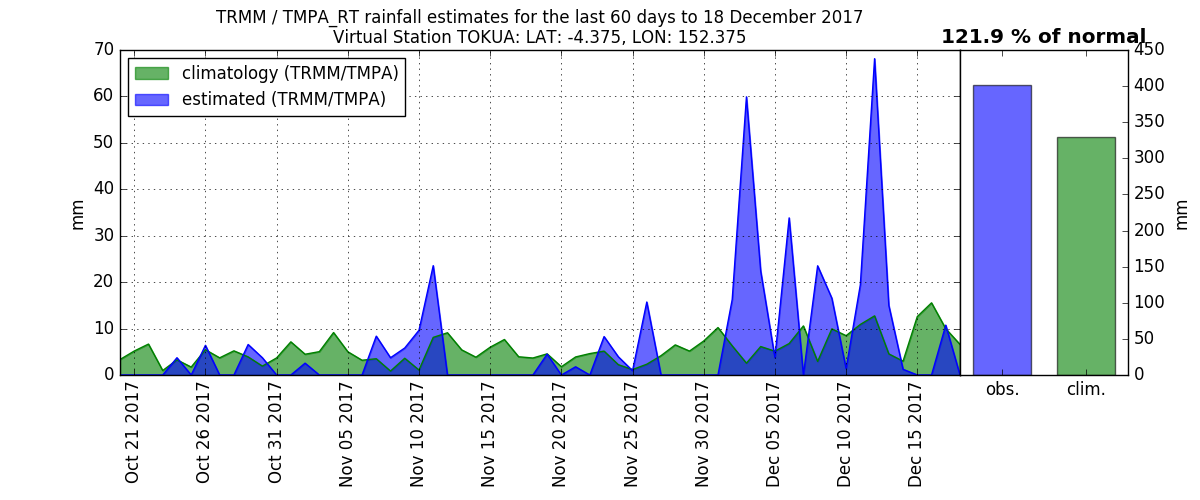 TRMM / TMPA_RT rainfall estimates for the last 60 days to 18 December 2017
Virtual Station TOKUA: LAT: -4.375, LON: 152.375
121.9 % of normal
climatology (TRMM/TMPA)
estimated (TRMM/TMPA)
mm
70
60
50
40
30
20
10
0
Oct 21 2017
Oct 26 2017
Oct 31 2017
Nov 05 2017
Nov 10 2017
Nov 15 2017
Nov 20 2017
Nov 25 2017
Nov 30 2017
Dec 05 2017
Dec 10 2017
Dec 15 2017
450
400
350
300
250
200
150
100
50
0
mm
obs.
clim.